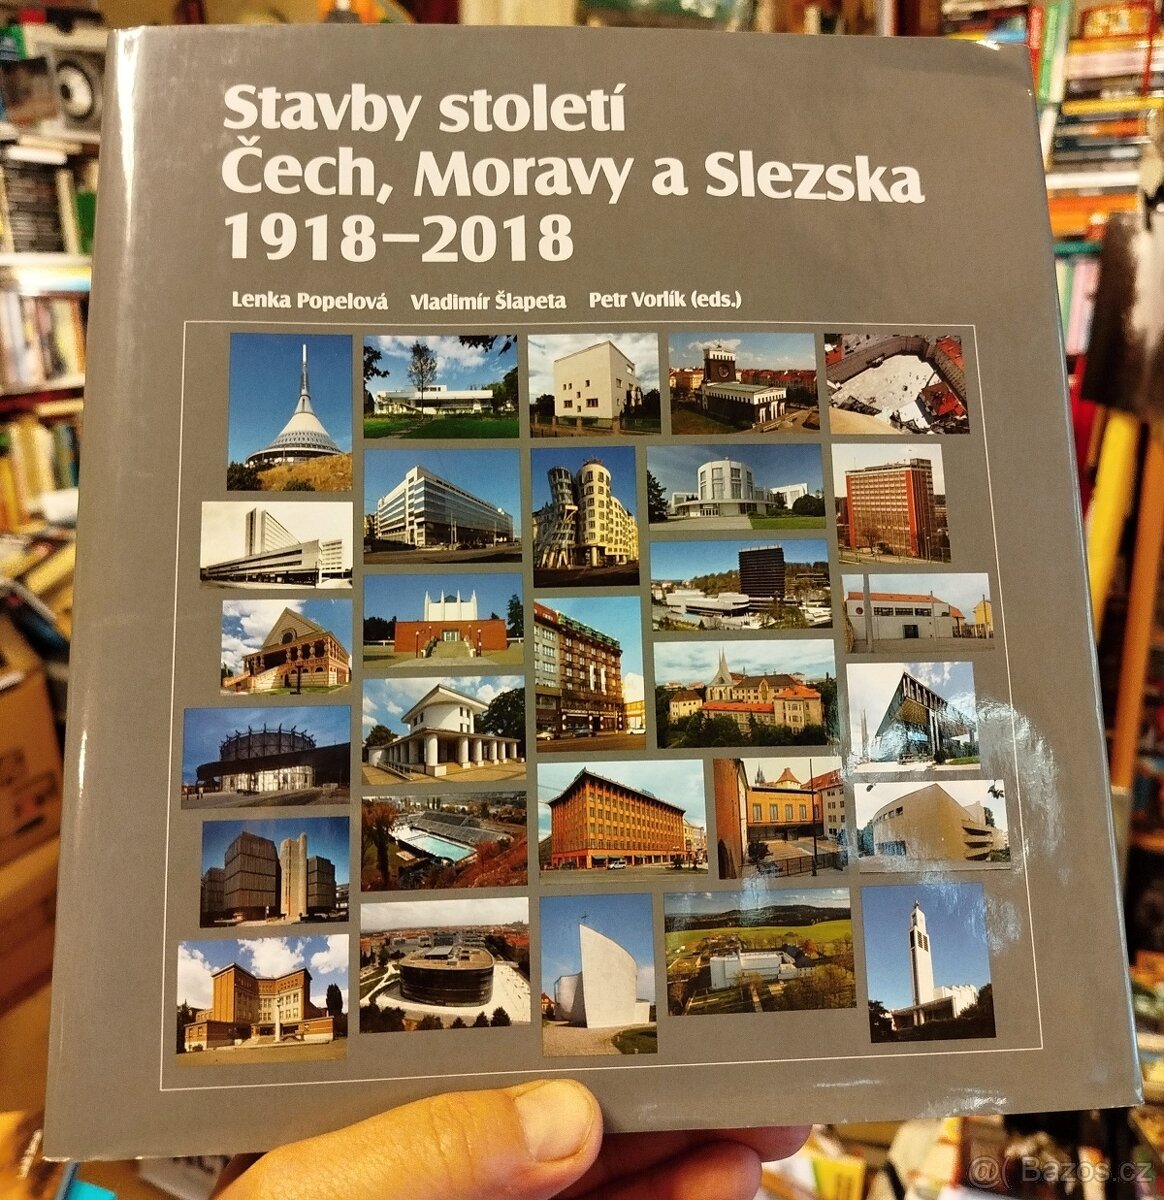 Stavby století
Čech, Moravy a Slezska
1918–2018
Lenka Popelová Vladimír Šlapeta Petr Vorlík (eds.)
@( Bazos.cz